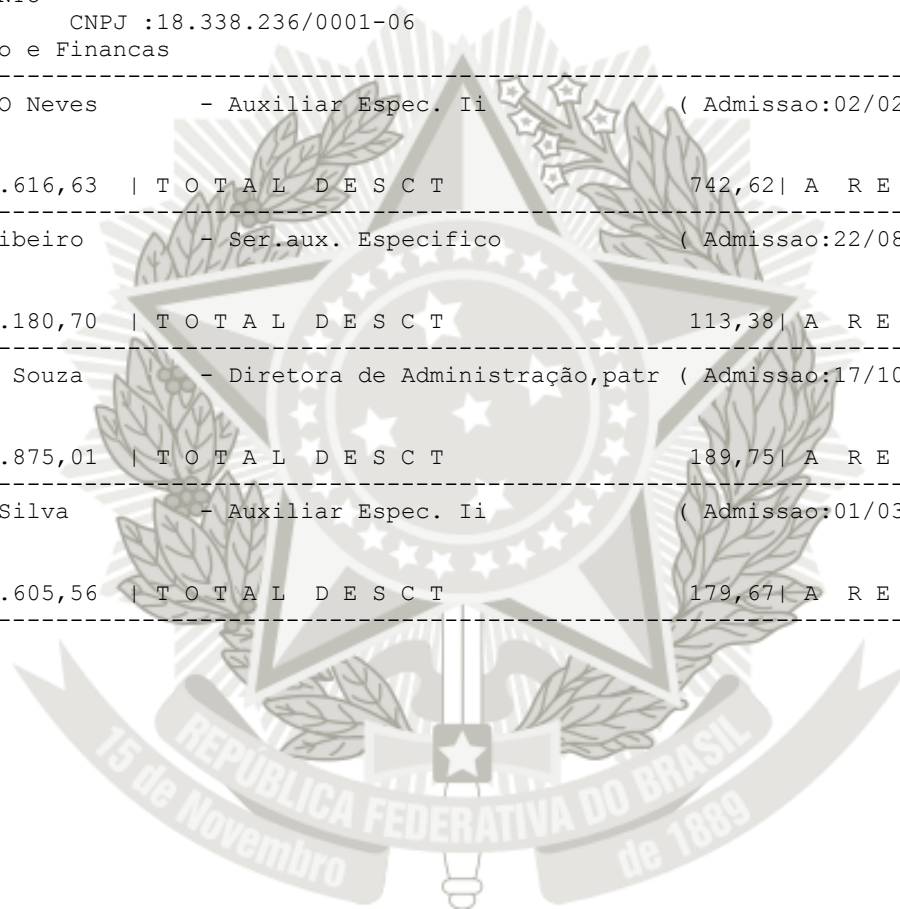 CNPJ :18.338.236/0001-06
o e Financas
O Neves - Auxiliar Espec. Ii ( Admissao:02/02
.616,63 | T O T A L D E S C T 742,62| A R E
ibeiro - Ser.aux. Especifico ( Admissao:22/08
.180,70 | T O T A L D E S C T 113,38| A R E
Souza - Diretora de Administração,patr ( Admissao:17/10
.875,01 | T O T A L D E S C T 189,75| A R E
Silva - Auxiliar Espec. Ii ( Admissao:01/03
.605,56 | T O T A L D E S C T 179,67| A R E
REPÚBLICA FEDERATIVA DO BRASIL
15 de Novembro de 1889